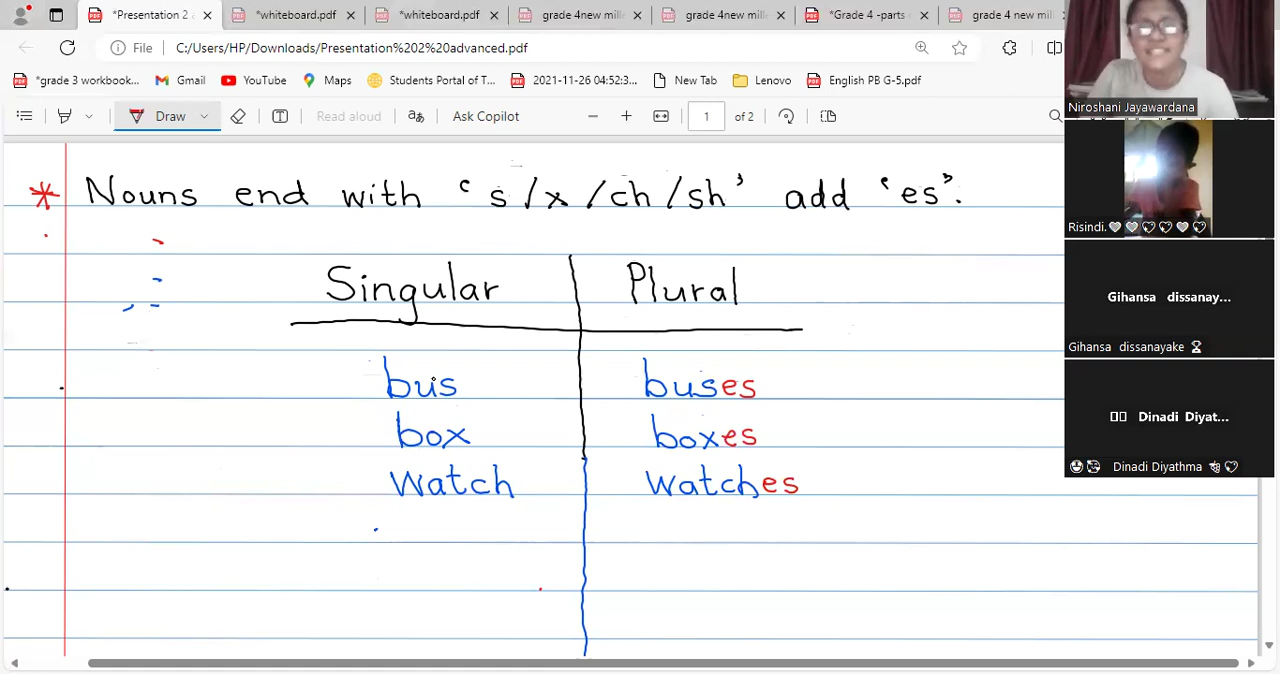 *Presentation 2 a
*whiteboard.pdf
*whiteboard.pdf
grade 4new mill
grade 4new mill
*Grade 4 -parts
grade 4 new mil
File
C:/Users/HP/Downloads/Presentation%202%20advanced.pdf
*grade 3 workbook...
Gmail
YouTube
Maps
Students Portal of T...
2021-11-26 04:52:3...
New Tab
Lenovo
English PB G-5.pdf
Draw
Read aloud
aあ
Ask Copilot
1
of 2
* Nouns end with ‘s/x/ch/sh’ add ‘es’.
Singular Plural
bus buses
box boxes
watch watches
Niroshani Jayawardana
Risindi.
Gihansa dissanay...
Gihansa dissanayake
Dinadi Diyat...
Dinadi Diyathma